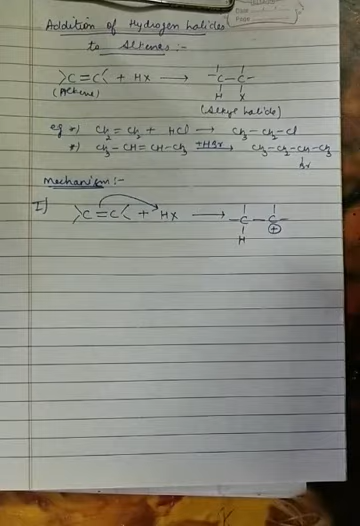 Addition of Hydrogen halides
to Alkenes :-
>C=C< + HX → -C-C-
(Alkene) H X
(Alkyl halide)
eg *) CH2=CH2 + HCl → CH3-CH2-Cl
*) CH3-CH=CH-CH3 +HBr → CH3-CH2-CH-CH3
Br
Mechanism :-
I) >C=C< + HX → -C-C-
H ⊕